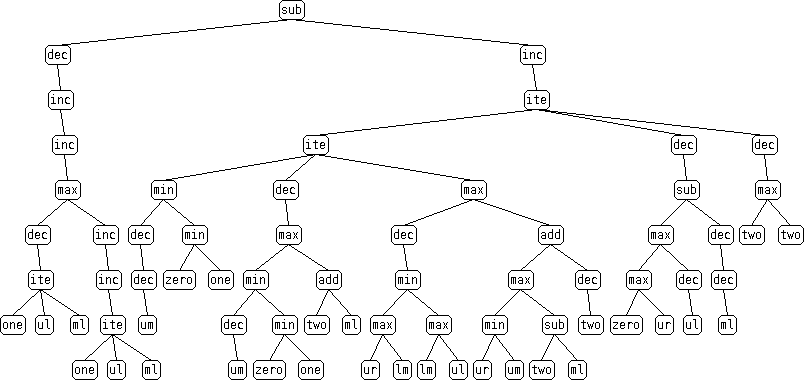 sub
dec inc
inc ite
inc ite dec dec
max min dec max sub max
dec inc dec min max dec add max dec two two
ite inc dec zero one min add min max dec max dec dec
one ul ml ite um dec min two ml max max min sub two zero ur ul ml
one ul ml um zero one ur lm lm ul ur um two ml